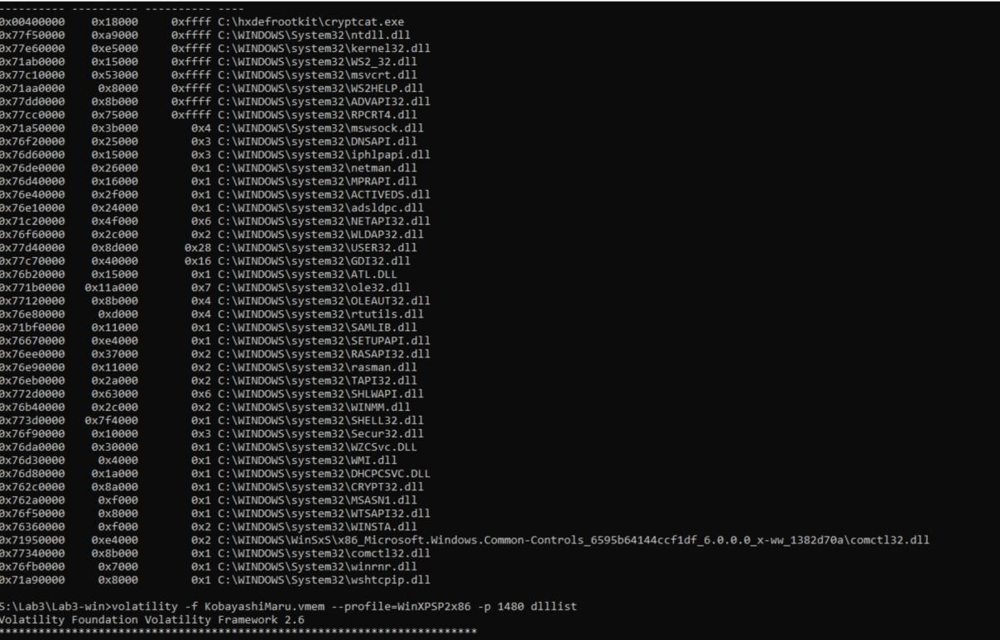 ---------- ---------- ---------- ----
0x00400000    0x18000     0xffff C:\hxdefrootkit\cryptcat.exe
0x77f50000    0xa9000     0xffff C:\WINDOWS\System32\ntdll.dll
0x77e60000    0xe5000     0xffff C:\WINDOWS\system32\kernel32.dll
0x71ab0000    0x15000     0xffff C:\WINDOWS\System32\WS2_32.dll
0x77c10000    0x53000     0xffff C:\WINDOWS\system32\msvcrt.dll
0x71aa0000     0x8000     0xffff C:\WINDOWS\System32\WS2HELP.dll
0x77dd0000    0x8b000     0xffff C:\WINDOWS\system32\ADVAPI32.dll
0x77cc0000    0x75000     0xffff C:\WINDOWS\system32\RPCRT4.dll
0x71a50000    0x3b000        0x4 C:\WINDOWS\System32\mswsock.dll
0x76f20000    0x25000        0x3 C:\WINDOWS\system32\DNSAPI.dll
0x76d60000    0x15000        0x3 C:\WINDOWS\system32\iphlpapi.dll
0x76de0000    0x26000        0x1 C:\WINDOWS\system32\netman.dll
0x76d40000    0x16000        0x1 C:\WINDOWS\system32\MPRAPI.dll
0x76e40000    0x2f000        0x1 C:\WINDOWS\system32\ACTIVEDS.dll
0x76e10000    0x24000        0x1 C:\WINDOWS\system32\adsldpc.dll
0x71c20000    0x4f000        0x6 C:\WINDOWS\system32\NETAPI32.dll
0x76f60000    0x2c000        0x2 C:\WINDOWS\system32\WLDAP32.dll
0x77d40000    0x8d000       0x28 C:\WINDOWS\system32\USER32.dll
0x77c70000    0x40000       0x16 C:\WINDOWS\system32\GDI32.dll
0x76b20000    0x15000        0x1 C:\WINDOWS\system32\ATL.DLL
0x771b0000   0x11a000        0x7 C:\WINDOWS\system32\ole32.dll
0x77120000    0x8b000        0x4 C:\WINDOWS\system32\OLEAUT32.dll
0x76e80000     0xd000        0x4 C:\WINDOWS\system32\rtutils.dll
0x71bf0000    0x11000        0x1 C:\WINDOWS\system32\SAMLIB.dll
0x76670000    0xe4000        0x1 C:\WINDOWS\system32\SETUPAPI.dll
0x76ee0000    0x37000        0x2 C:\WINDOWS\system32\RASAPI32.dll
0x76e90000    0x11000        0x2 C:\WINDOWS\system32\rasman.dll
0x76eb0000    0x2a000        0x2 C:\WINDOWS\system32\TAPI32.dll
0x772d0000    0x63000        0x6 C:\WINDOWS\system32\SHLWAPI.dll
0x76b40000    0x2c000        0x2 C:\WINDOWS\system32\WINMM.dll
0x773d0000   0x7f4000        0x1 C:\WINDOWS\system32\SHELL32.dll
0x76f90000    0x10000        0x3 C:\WINDOWS\system32\Secur32.dll
0x76da0000    0x30000        0x1 C:\WINDOWS\system32\WZCSvc.DLL
0x76d30000     0x4000        0x1 C:\WINDOWS\system32\WMI.dll
0x76d80000    0x1a000        0x1 C:\WINDOWS\system32\DHCPCSVC.DLL
0x762c0000    0x8a000        0x1 C:\WINDOWS\system32\CRYPT32.dll
0x762a0000     0xf000        0x1 C:\WINDOWS\system32\MSASN1.dll
0x76f50000     0x8000        0x1 C:\WINDOWS\system32\WTSAPI32.dll
0x76360000     0xf000        0x2 C:\WINDOWS\system32\WINSTA.dll
0x71950000    0xe4000        0x2 C:\WINDOWS\WinSxS\x86_Microsoft.Windows.Common-Controls_6595b64144ccf1df_6.0.0.0_x-ww_1382d70a\comctl32.dll
0x77340000    0x8b000        0x1 C:\WINDOWS\system32\comctl32.dll
0x76fb0000     0x7000        0x1 C:\WINDOWS\System32\winrnr.dll
0x71a90000     0x8000        0x1 C:\WINDOWS\System32\wshtcpip.dll
S:\Lab3\Lab3-win>volatility -f KobayashiMaru.vmem --profile=WinXPSP2x86 -p 1480 dlllist
Volatility Foundation Volatility Framework 2.6
************************************************************************